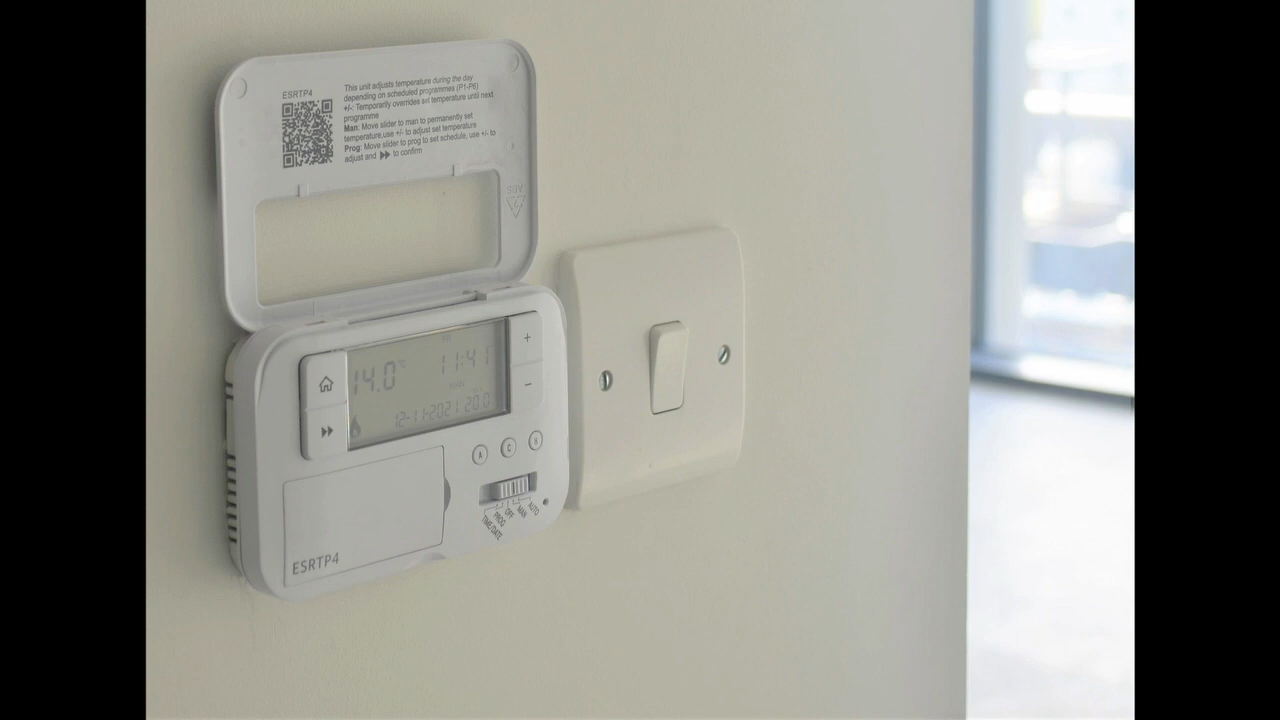 ESRTP4
This unit adjusts temperature during the day
depending on scheduled programmes (P1-P6)
+/-: Temporarily overrides set temperature until next
programme
Man: Move slider to man to permanently set
temperature,use +/- to adjust set temperature
Prog: Move slider to prog to set schedule, use +/- to
adjust and ▶▶ to confirm
ABS
FR
14.0°C 11:41
12-11-2021 20.0
+
-
A C H
TIME/DATE PROG OFF MAN AUTO
ESRTP4